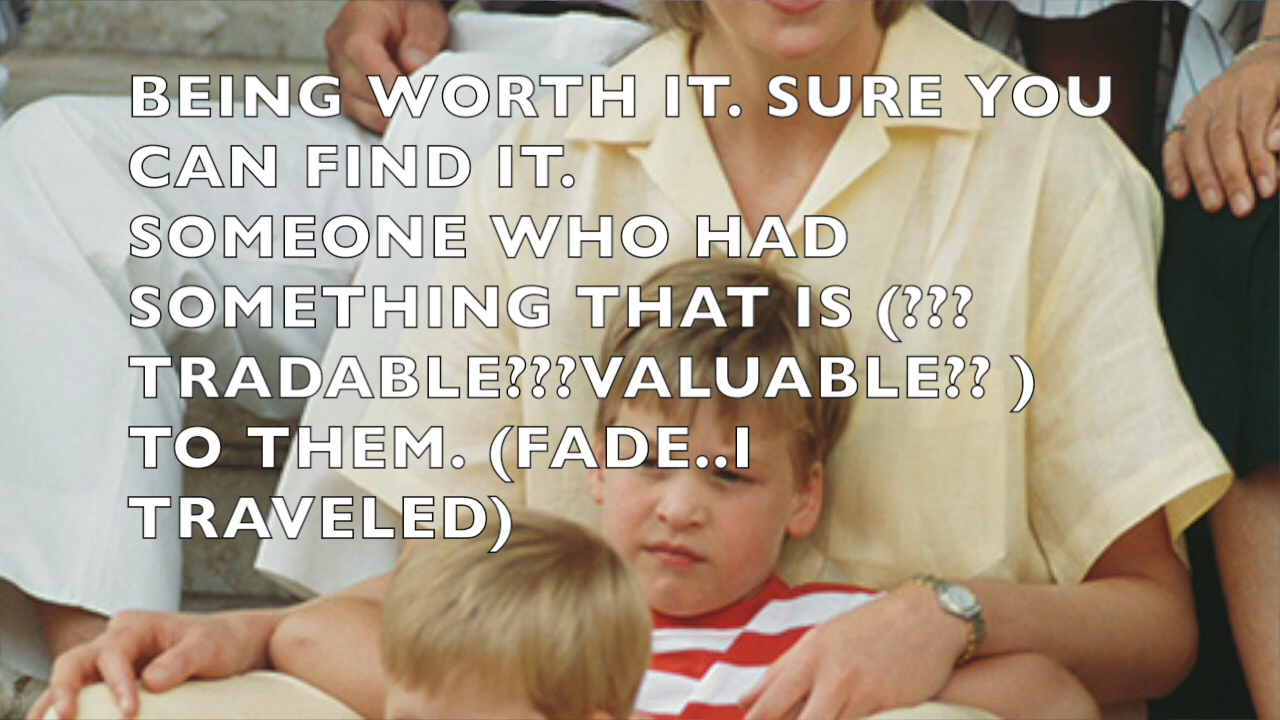 BEING WORTH IT. SURE YOU
CAN FIND IT.
SOMEONE WHO HAD
SOMETHING THAT IS (???
TRADABLE???VALUABLE?? )
TO THEM. (FADE..I
TRAVELED)